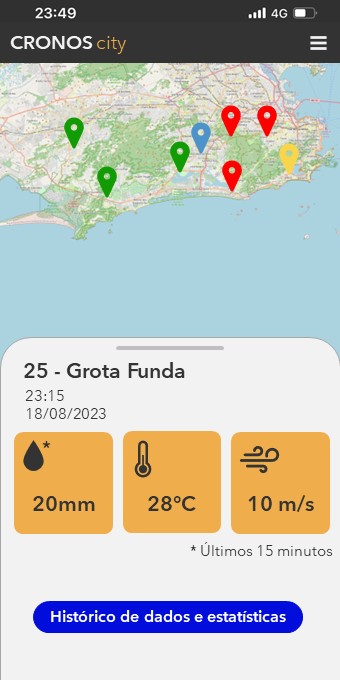 23:49
4G
CRONOS city
25 - Grota Funda
23:15
18/08/2023
*
20mm
28°C
10 m/s
* Últimos 15 minutos
Histórico de dados e estatísticas